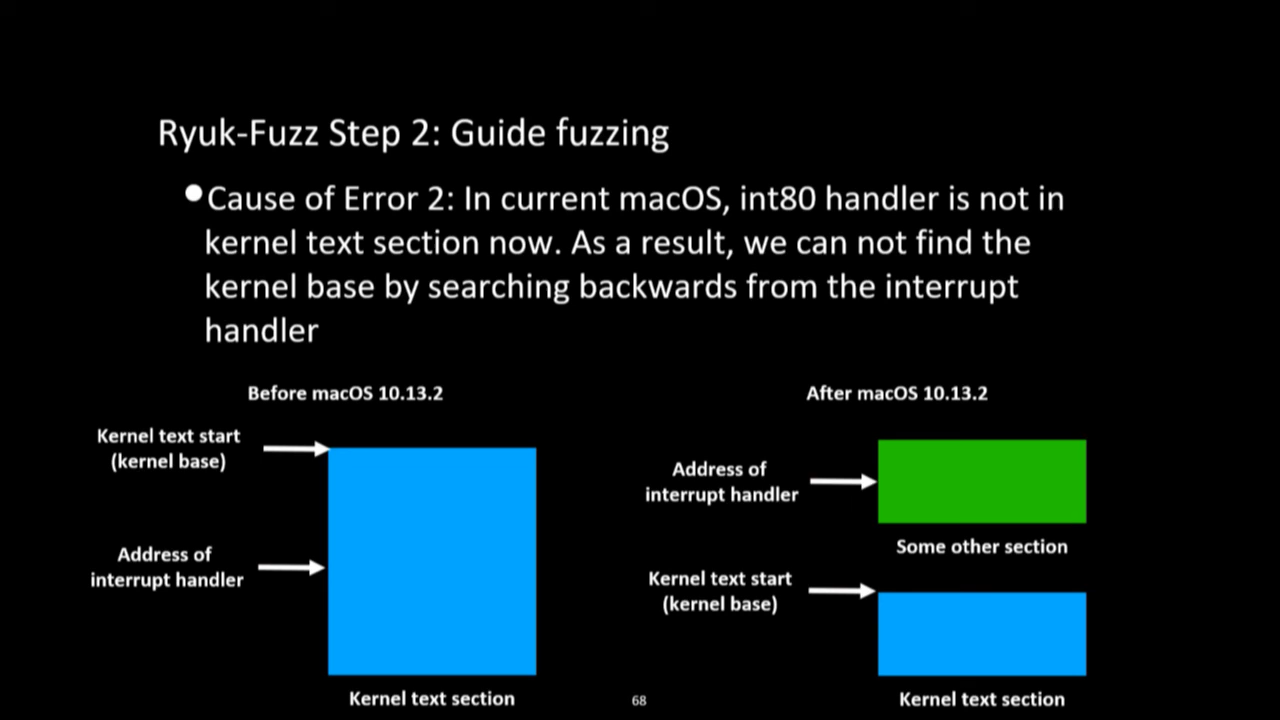 Ryuk-Fuzz Step 2: Guide fuzzing
•Cause of Error 2: In current macOS, int80 handler is not in
kernel text section now. As a result, we can not find the
kernel base by searching backwards from the interrupt
handler
Before macOS 10.13.2
Kernel text start
(kernel base)
Address of
interrupt handler
Kernel text section
After macOS 10.13.2
Address of
interrupt handler
Some other section
Kernel text start
(kernel base)
Kernel text section
68